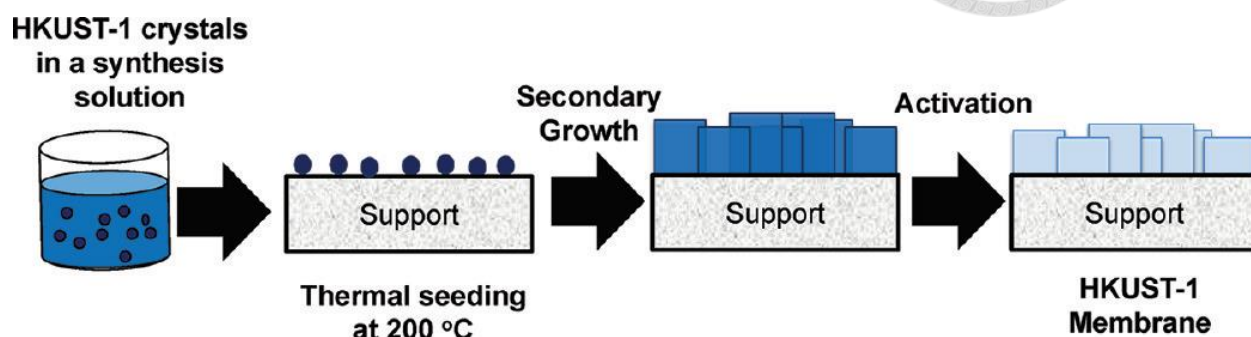 HKUST-1 crystals
in a synthesis
solution
Support
Thermal seeding
at 200 °C
Secondary
Growth
Support
Activation
Support
HKUST-1
Membrane